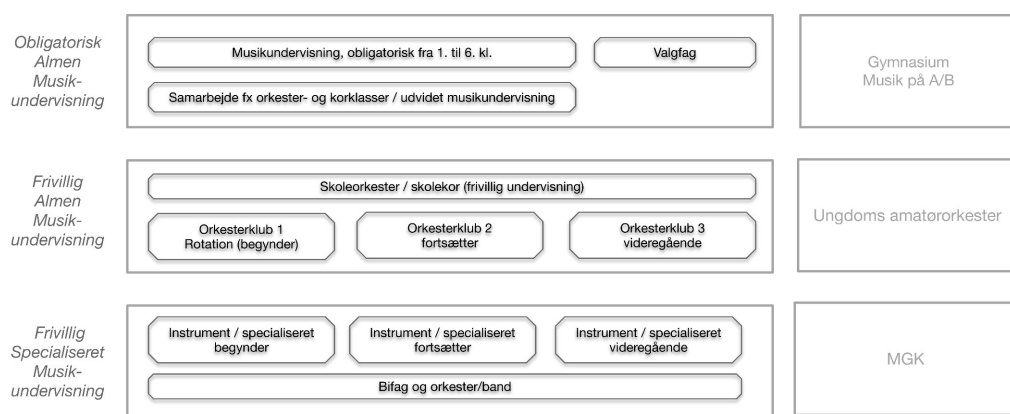 Obligatorisk
Almen
Musik-
undervisning
Musikundervisning, obligatorisk fra 1. til 6. kl.
Valgfag
Samarbejde fx orkester- og korklasser / udvidet musikundervisning
Gymnasium
Musik på A/B
Frivillig
Almen
Musik-
undervisning
Skoleorkester / skolekor (frivillig undervisning)
Orkesterklub 1
Rotation (begynder)
Orkesterklub 2
fortsætter
Orkesterklub 3
videregående
Ungdoms amatørorkester
Frivillig
Specialiseret
Musik-
undervisning
Instrument / specialiseret
begynder
Instrument / specialiseret
fortsætter
Instrument / specialiseret
videregående
Bifag og orkester/band
MGK